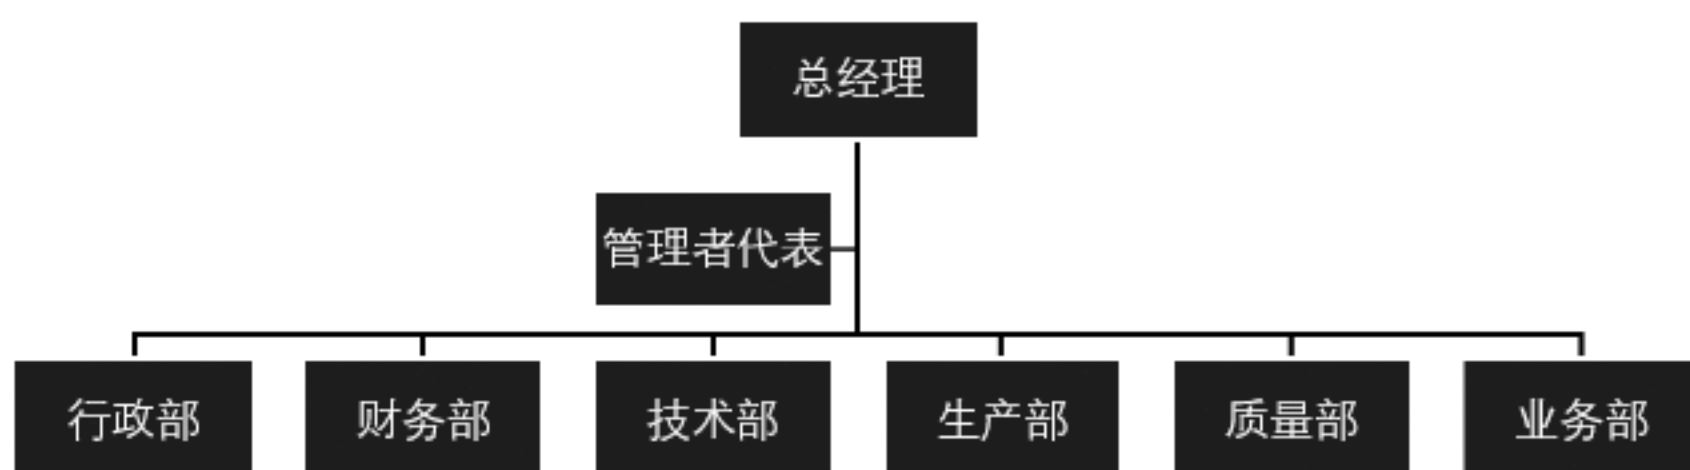 总经理
管理者代表
行政部
财务部
技术部
生产部
质量部
业务部